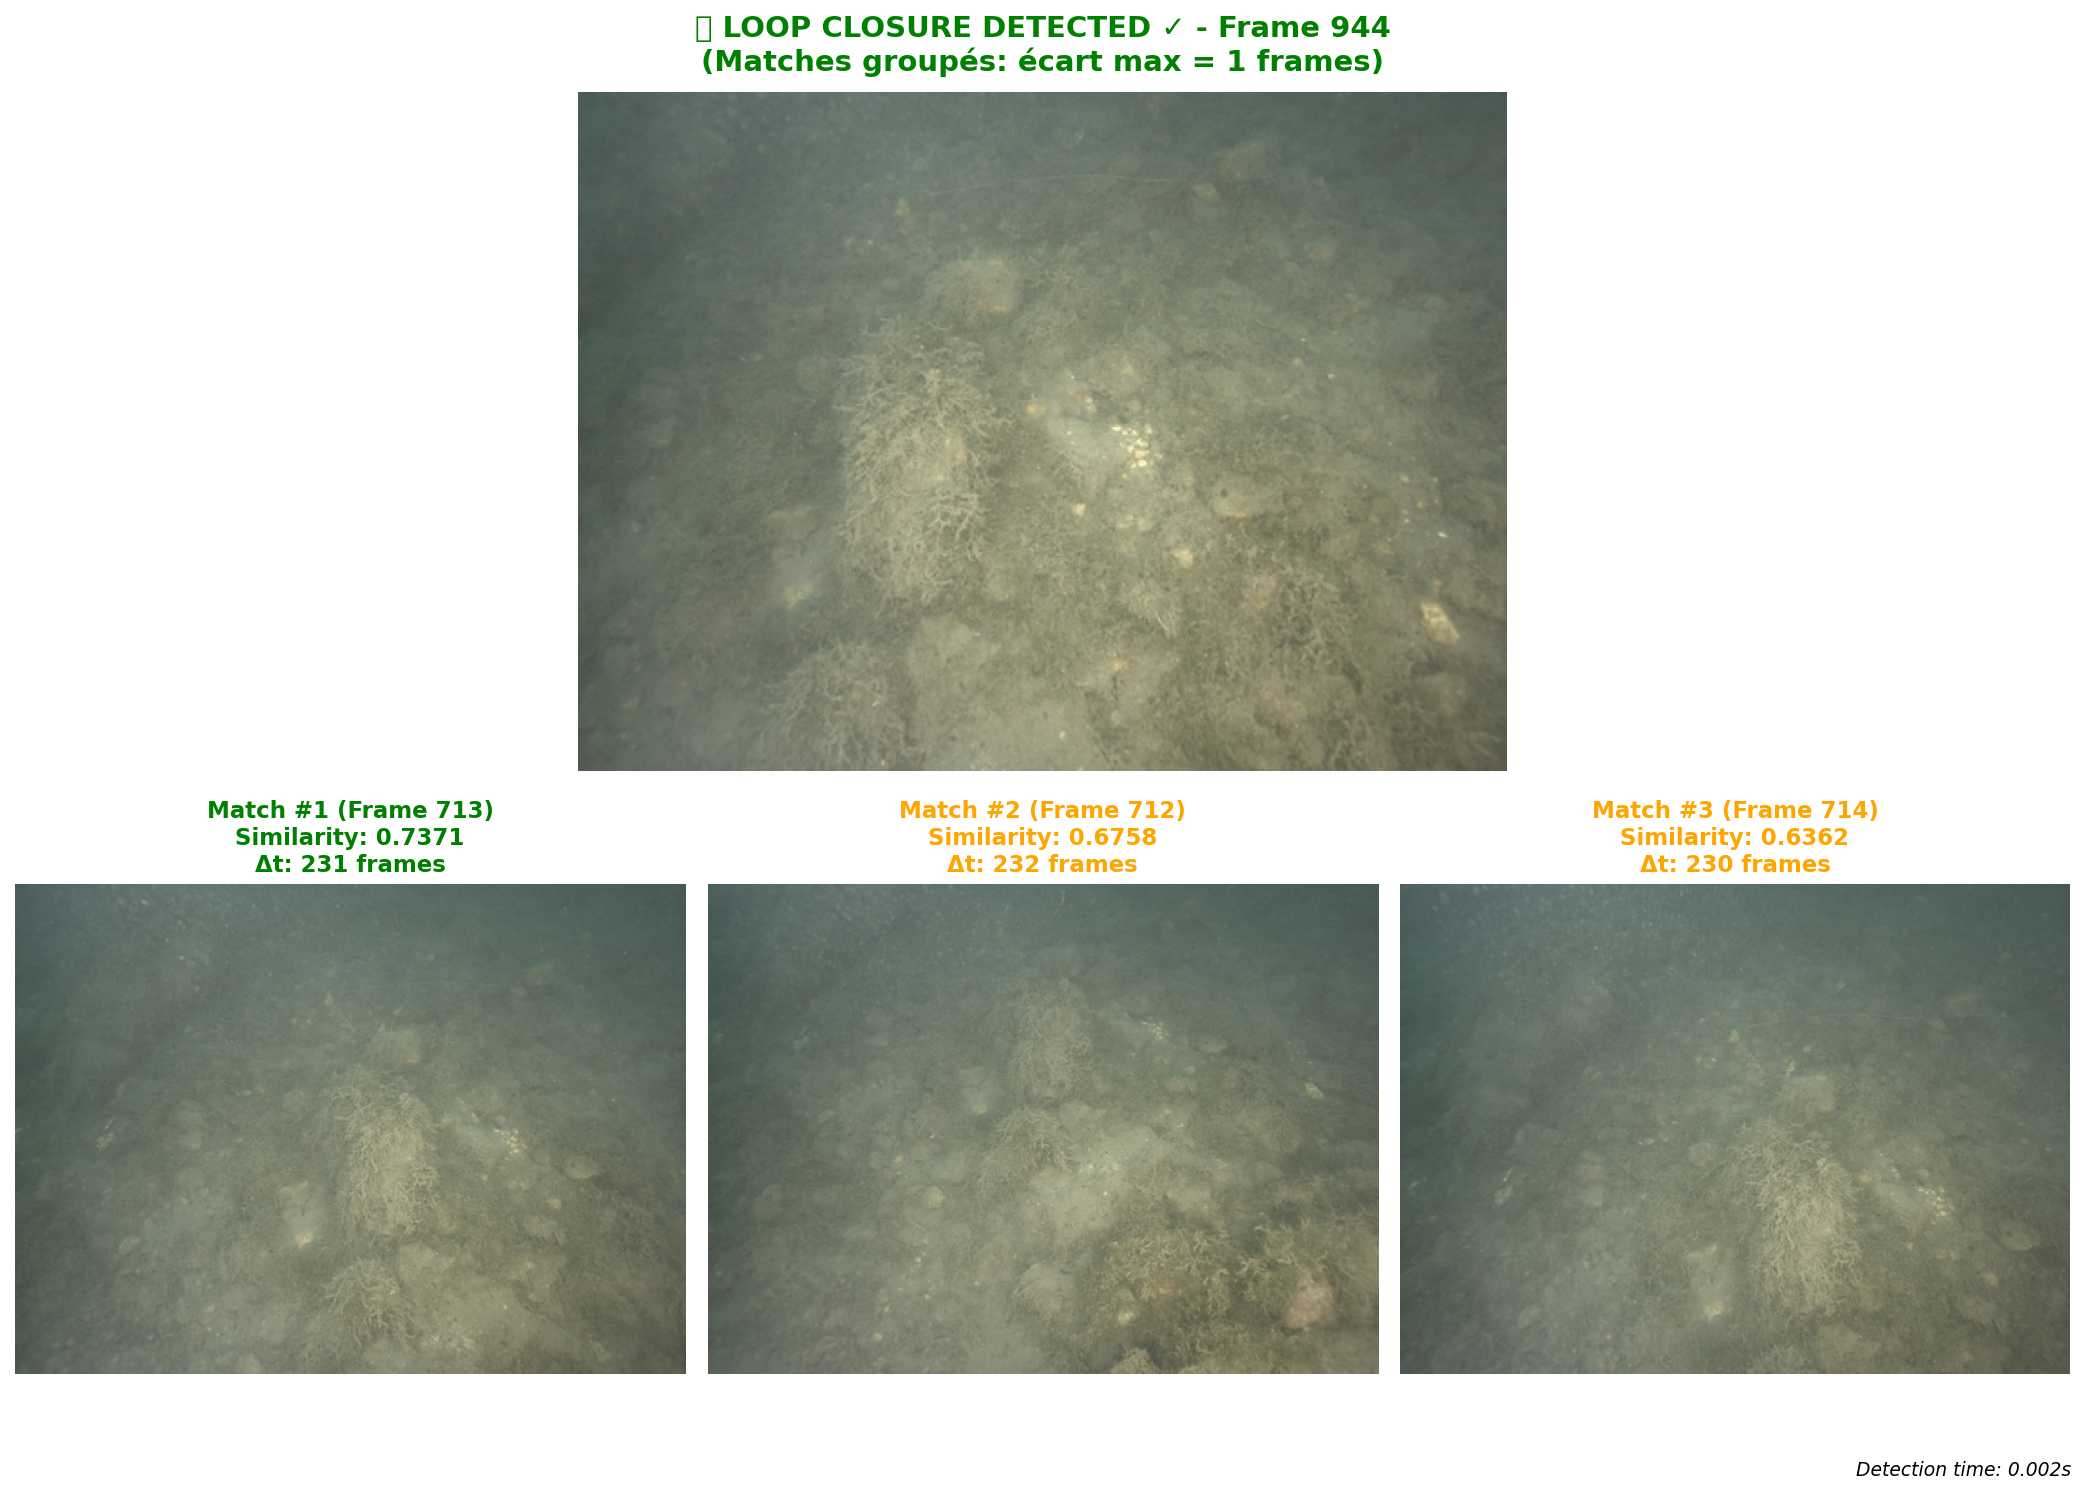 LOOP CLOSURE DETECTED ✓ - Frame 944
(Matches groupés: écart max = 1 frames)
Match #1 (Frame 713)
Similarity: 0.7371
Δt: 231 frames
Match #2 (Frame 712)
Similarity: 0.6758
Δt: 232 frames
Match #3 (Frame 714)
Similarity: 0.6362
Δt: 230 frames
Detection time: 0.002s